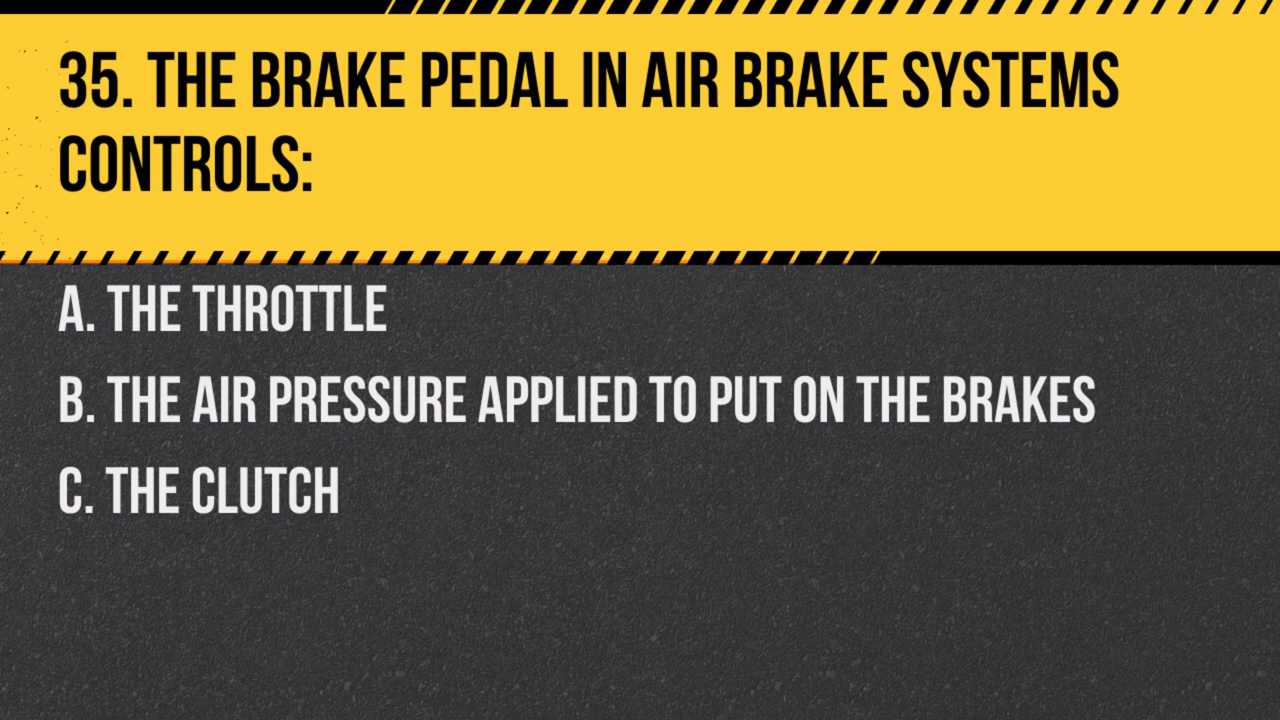 35. THE BRAKE PEDAL IN AIR BRAKE SYSTEMS
CONTROLS:
A. THE THROTTLE
B. THE AIR PRESSURE APPLIED TO PUT ON THE BRAKES
C. THE CLUTCH